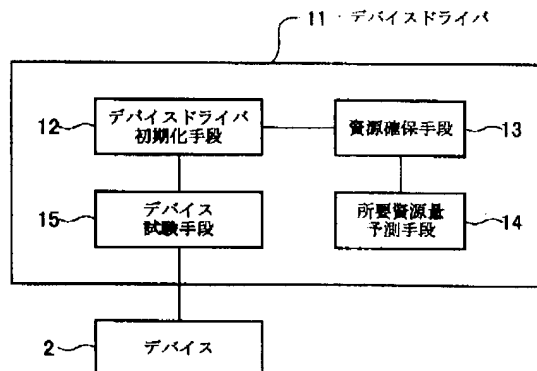 11・デバイスドライバ
12
デバイスドライバ
初期化手段
資源確保手段
13
15
デバイス
試験手段
所要資源量
予測手段
14
2
デバイス